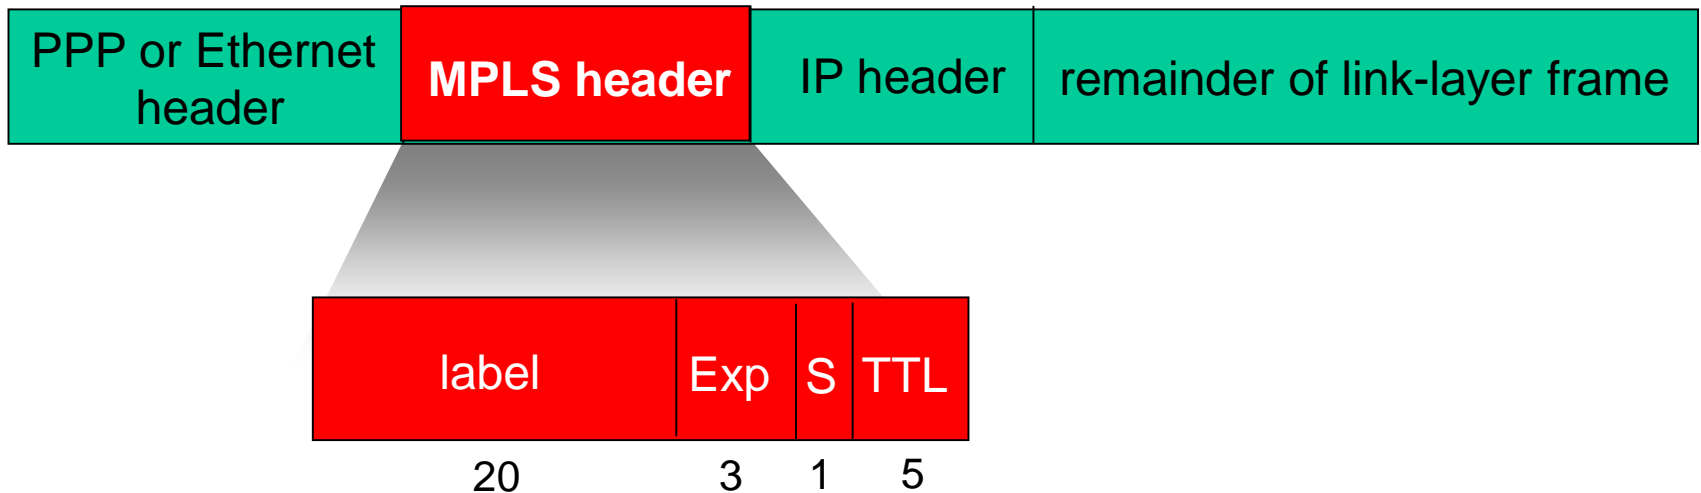 PPP or Ethernet
header
MPLS header
IP header
remainder of link-layer frame
label
Exp
S
TTL
20
3
1
5